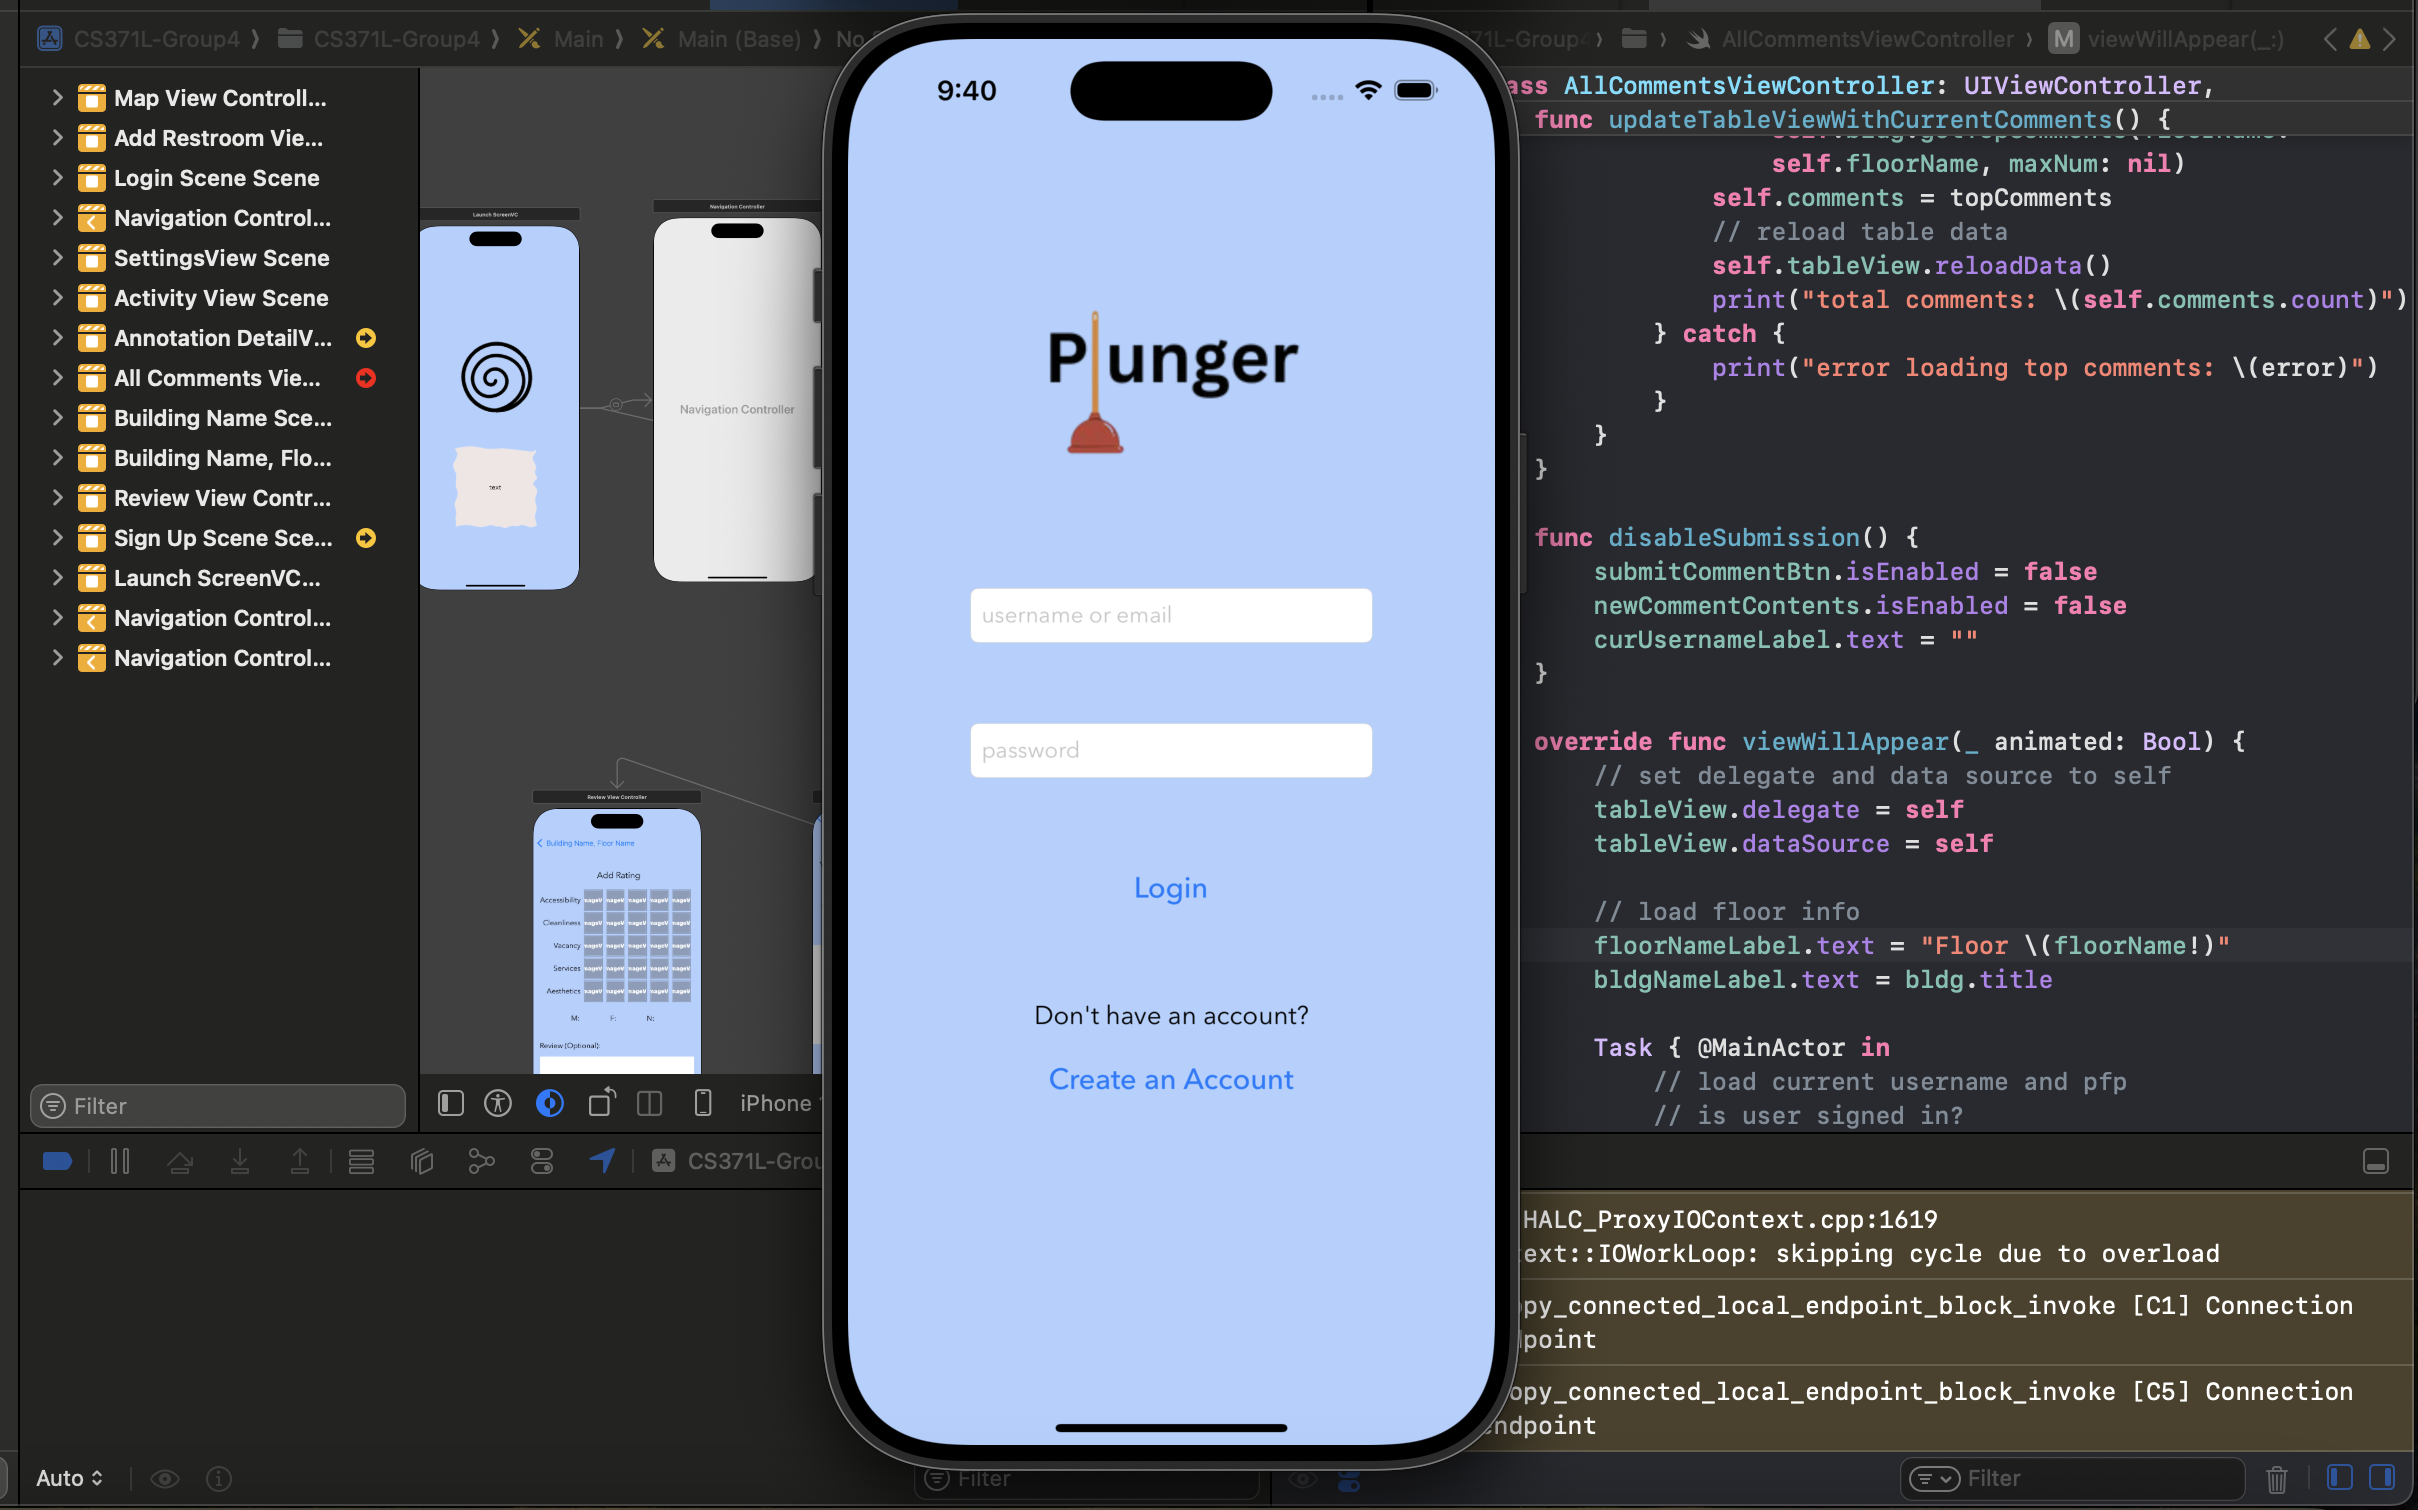 CS371L-Group4 〉 CS371L-Group4 〉 Main 〉 Main (Base) 〉 No
Map View Controll...
Add Restroom Vie...
Login Scene Scene
Navigation Control...
SettingsView Scene
Activity View Scene
Annotation DetailV...
All Comments Vie...
Building Name Sce...
Building Name, Flo...
Review View Contr...
Sign Up Scene Sce...
Launch ScreenVC...
Navigation Control...
Navigation Control...
Filter
Launch ScreenVC
text
Navigation Controller
Navigation Controller
Review View Controller
Building Name, Floor Name
Add Rating
Accessibility
Cleanliness
Vacancy
Services
Aesthetics
M: F: N:
Review (Optional):
iPhone
CS371L-Grou
Auto
Filter
9:40
Plunger
username or email
password
Login
Don't have an account?
Create an Account
71L-Group4 〉 〉 AllCommentsViewController 〉 M viewWillAppear(_:)
ass AllCommentsViewController: UIViewController,
func updateTableViewWithCurrentComments() {
self.floorName, maxNum: nil)
self.comments = topComments
// reload table data
self.tableView.reloadData()
print("total comments: \(self.comments.count)")
} catch {
print("error loading top comments: \(error)")
}
}
}
func disableSubmission() {
submitCommentBtn.isEnabled = false
newCommentContents.isEnabled = false
curUsernameLabel.text = ""
}
override func viewWillAppear(_ animated: Bool) {
// set delegate and data source to self
tableView.delegate = self
tableView.dataSource = self
// load floor info
floorNameLabel.text = "Floor \(floorName!)"
bldgNameLabel.text = bldg.title
Task { @MainActor in
// load current username and pfp
// is user signed in?
HALC_ProxyIOContext.cpp:1619
ext::IOWorkLoop: skipping cycle due to overload
opy_connected_local_endpoint_block_invoke [C1] Connection
dpoint
opy_connected_local_endpoint_block_invoke [C5] Connection
endpoint
Filter